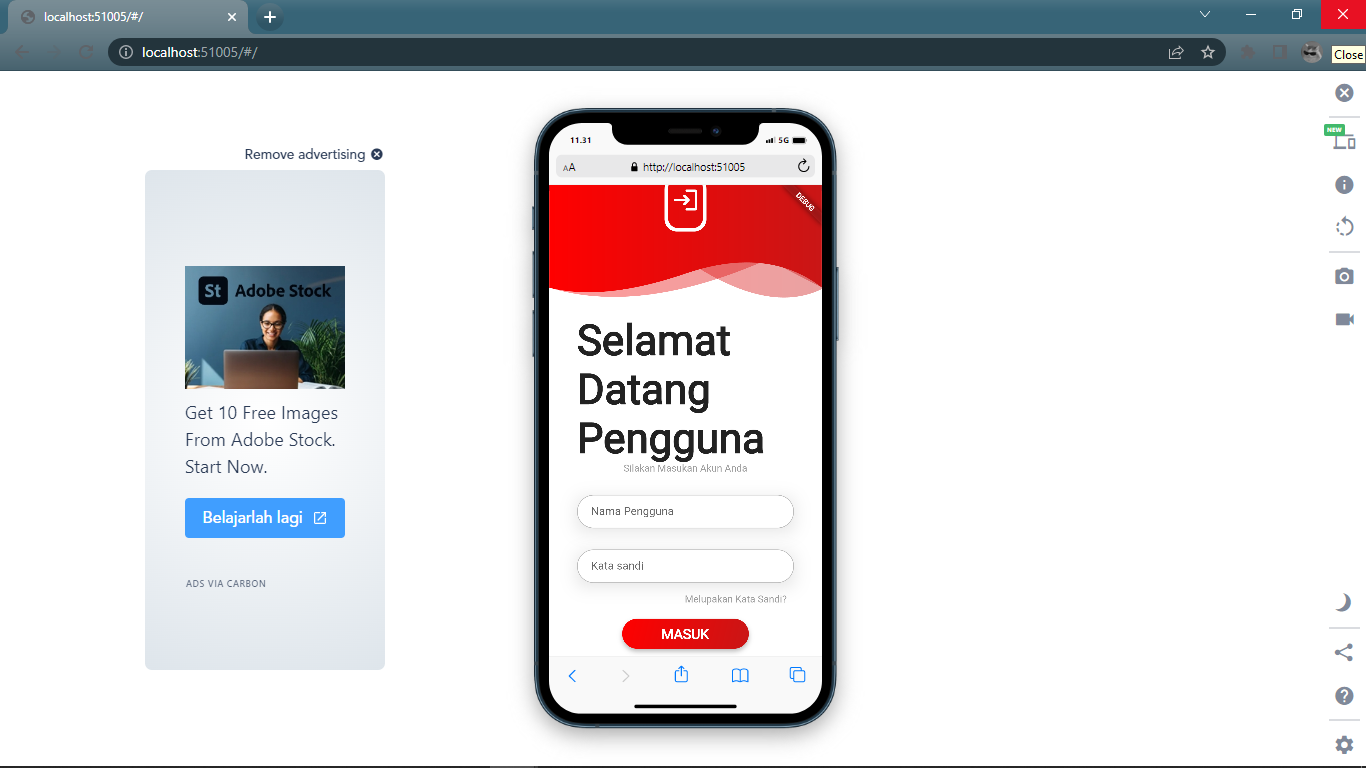 localhost:51005/#/
localhost:51005/#/
Close
NEW
Remove advertising
St Adobe Stock
Get 10 Free Images
From Adobe Stock.
Start Now.
Belajarlah lagi
ADS VIA CARBON
11.31
5G
AA
http://localhost:51005
DEBUG
Selamat
Datang
Pengguna
Silakan Masukan Akun Anda
Nama Pengguna
Kata sandi
Melupakan Kata Sandi?
MASUK